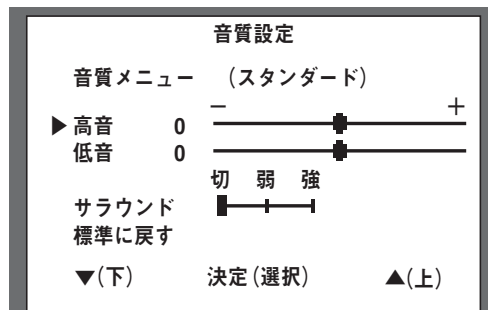 音質設定
音質メニュー (スタンダード)
− +
▶高音 0
低音 0
切 弱 強
サラウンド
標準に戻す
▼(下) 決定(選択) ▲(上)